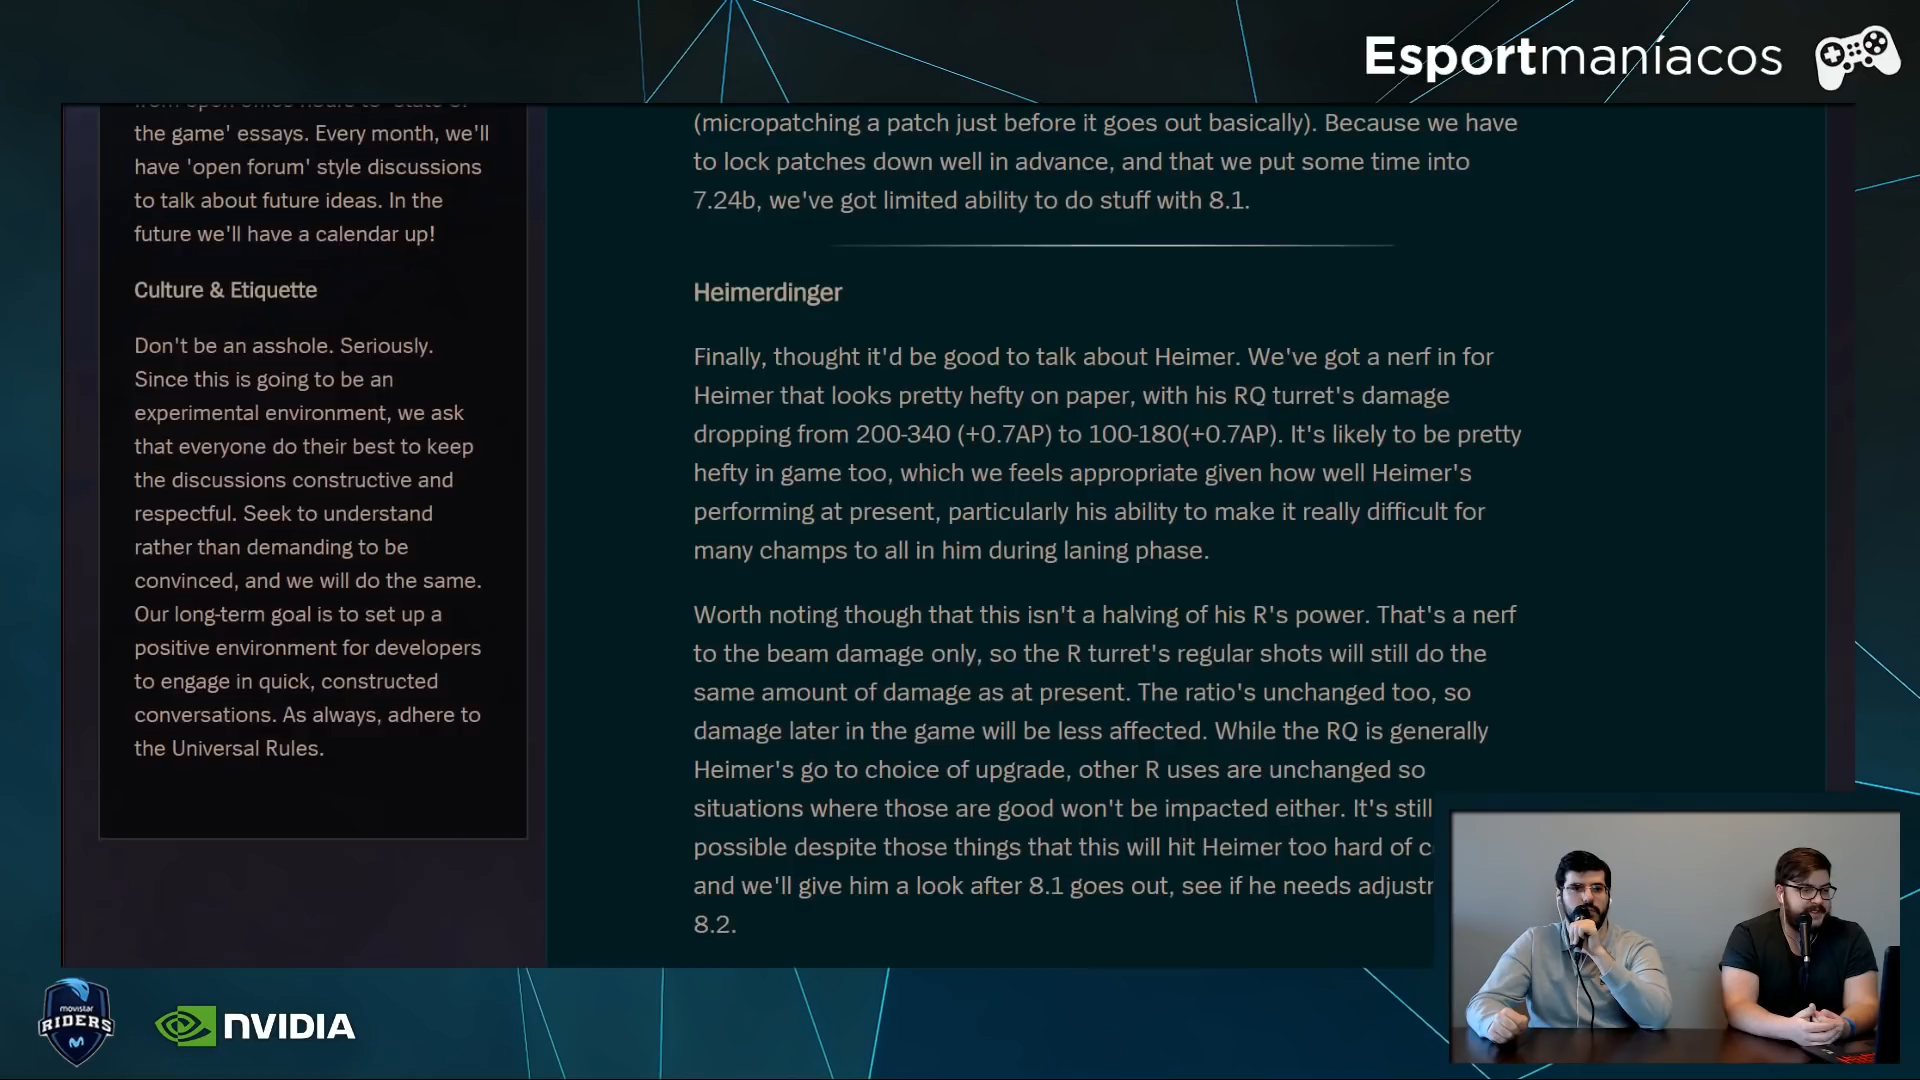 Esportmaníacos
the game' essays. Every month, we'll
have 'open forum' style discussions
to talk about future ideas. In the
future we'll have a calendar up!
Culture & Etiquette
Don't be an asshole. Seriously.
Since this is going to be an
experimental environment, we ask
that everyone do their best to keep
the discussions constructive and
respectful. Seek to understand
rather than demanding to be
convinced, and we will do the same.
Our long-term goal is to set up a
positive environment for developers
to engage in quick, constructed
conversations. As always, adhere to
the Universal Rules.
(micropatching a patch just before it goes out basically). Because we have
to lock patches down well in advance, and that we put some time into
7.24b, we've got limited ability to do stuff with 8.1.
Heimerdinger
Finally, thought it'd be good to talk about Heimer. We've got a nerf in for
Heimer that looks pretty hefty on paper, with his RQ turret's damage
dropping from 200-340 (+0.7AP) to 100-180(+0.7AP). It's likely to be pretty
hefty in game too, which we feels appropriate given how well Heimer's
performing at present, particularly his ability to make it really difficult for
many champs to all in him during laning phase.
Worth noting though that this isn't a halving of his R's power. That's a nerf
to the beam damage only, so the R turret's regular shots will still do the
same amount of damage as at present. The ratio's unchanged too, so
damage later in the game will be less affected. While the RQ is generally
Heimer's go to choice of upgrade, other R uses are unchanged so
situations where those are good won't be impacted either. It's still
possible despite those things that this will hit Heimer too hard of
and we'll give him a look after 8.1 goes out, see if he needs
8.2.
movistar
RIDERS
NVIDIA